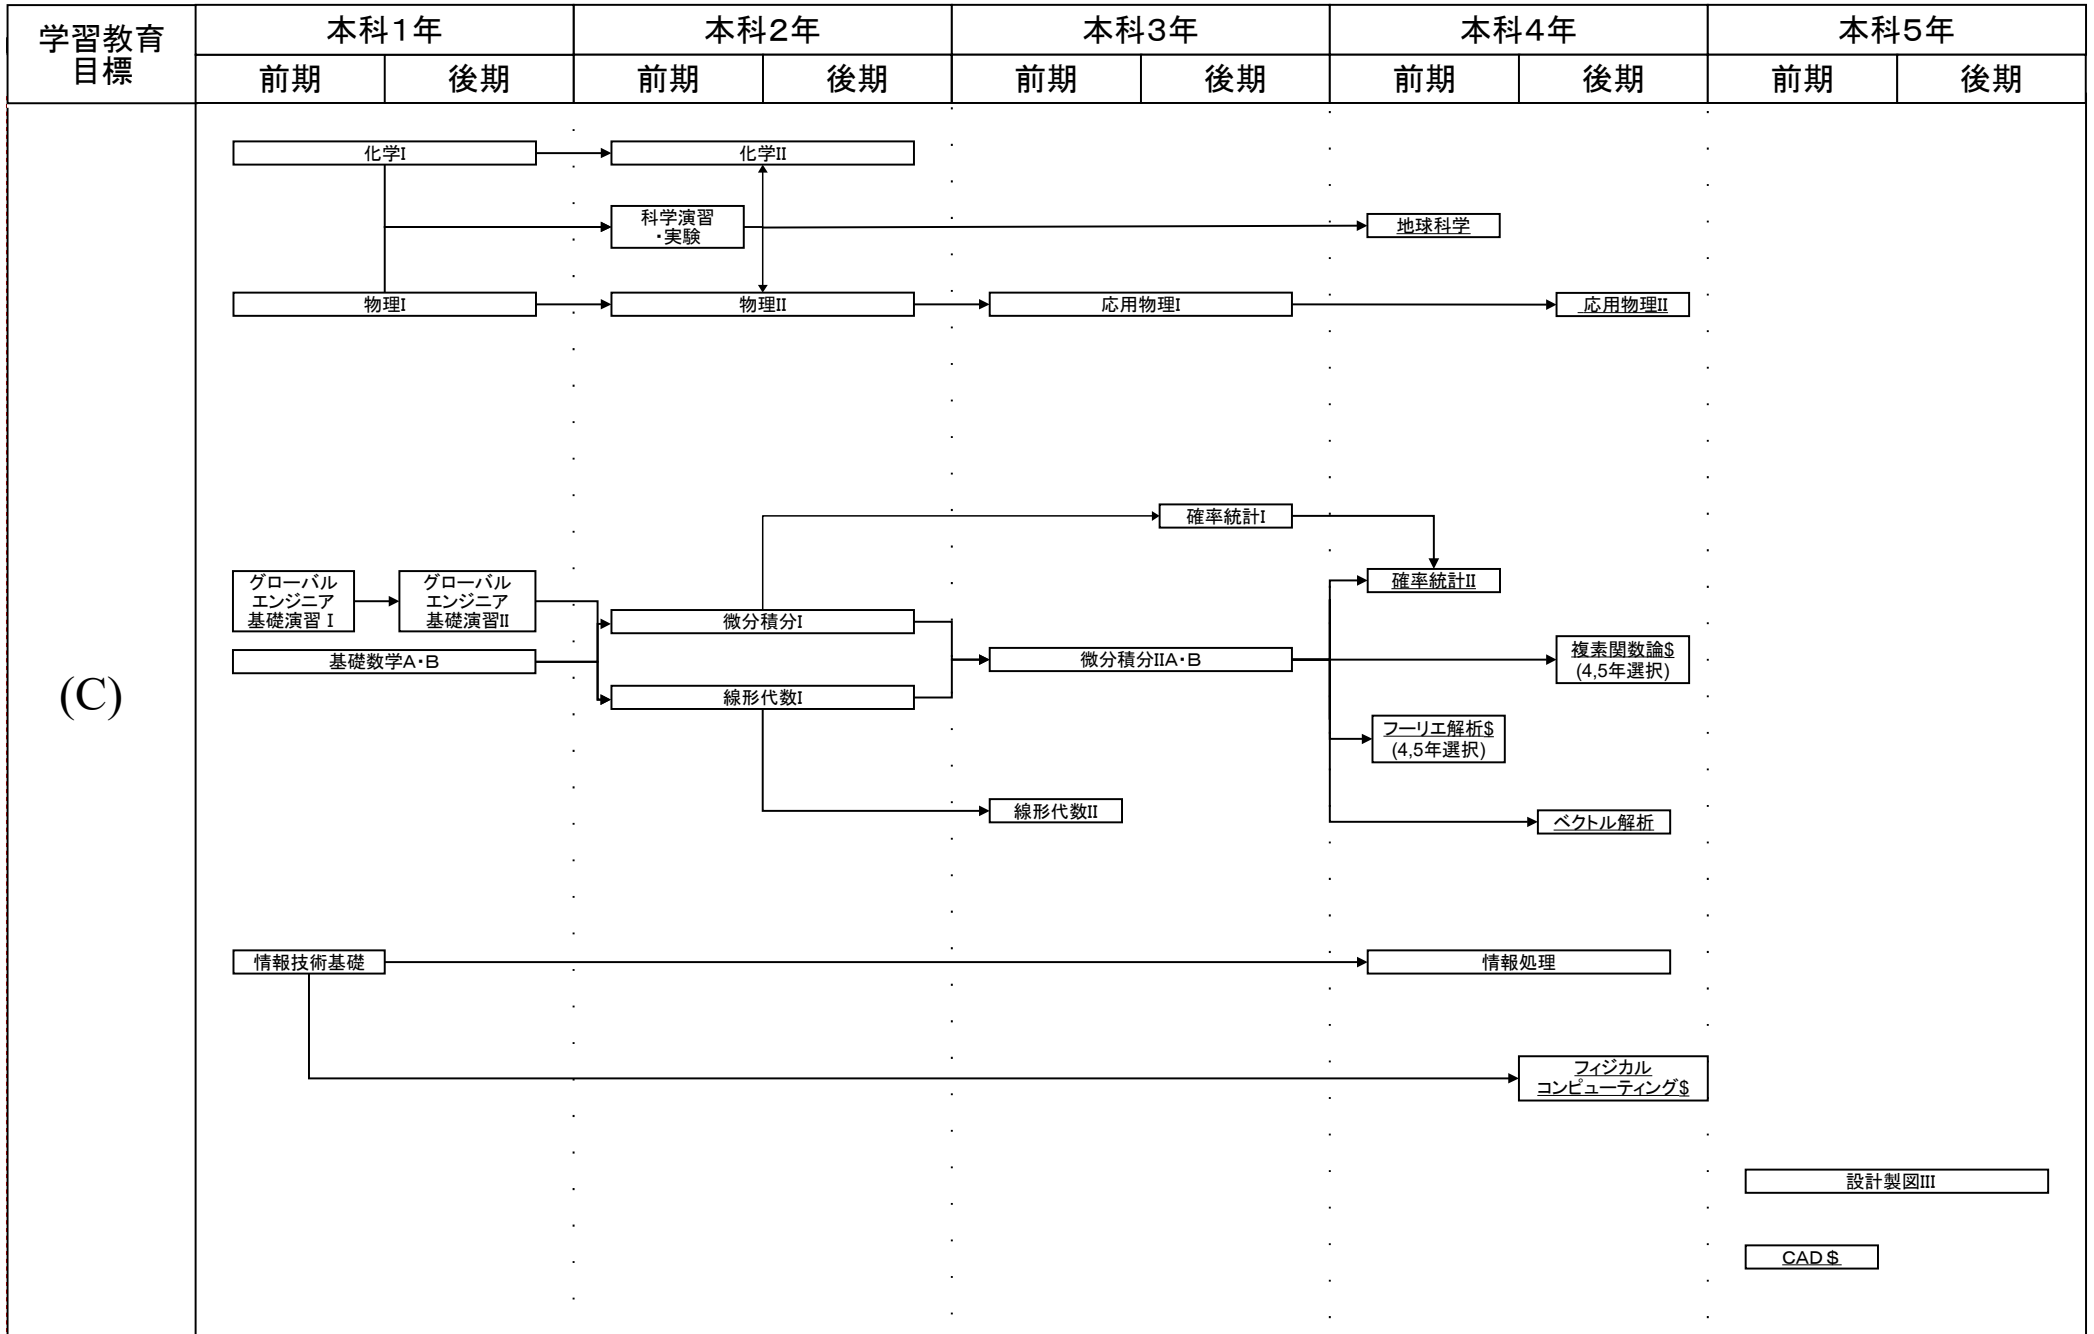 学習教育
目標
本科1年
本科2年
本科3年
本科4年
本科5年
前期
後期
前期
後期
前期
後期
前期
後期
前期
後期
(C)
化学I
化学II
科学演習
・実験
地球科学
物理I
物理II
応用物理I
応用物理II
確率統計I
確率統計II
グローバル
エンジニア
基礎演習 I
グローバル
エンジニア
基礎演習II
微分積分I
基礎数学A・B
微分積分IIA・B
複素関数論$
(4,5年選択)
線形代数I
フーリエ解析$
(4,5年選択)
線形代数II
ベクトル解析
情報技術基礎
情報処理
フィジカル
コンピューティング$
設計製図III
CAD＄